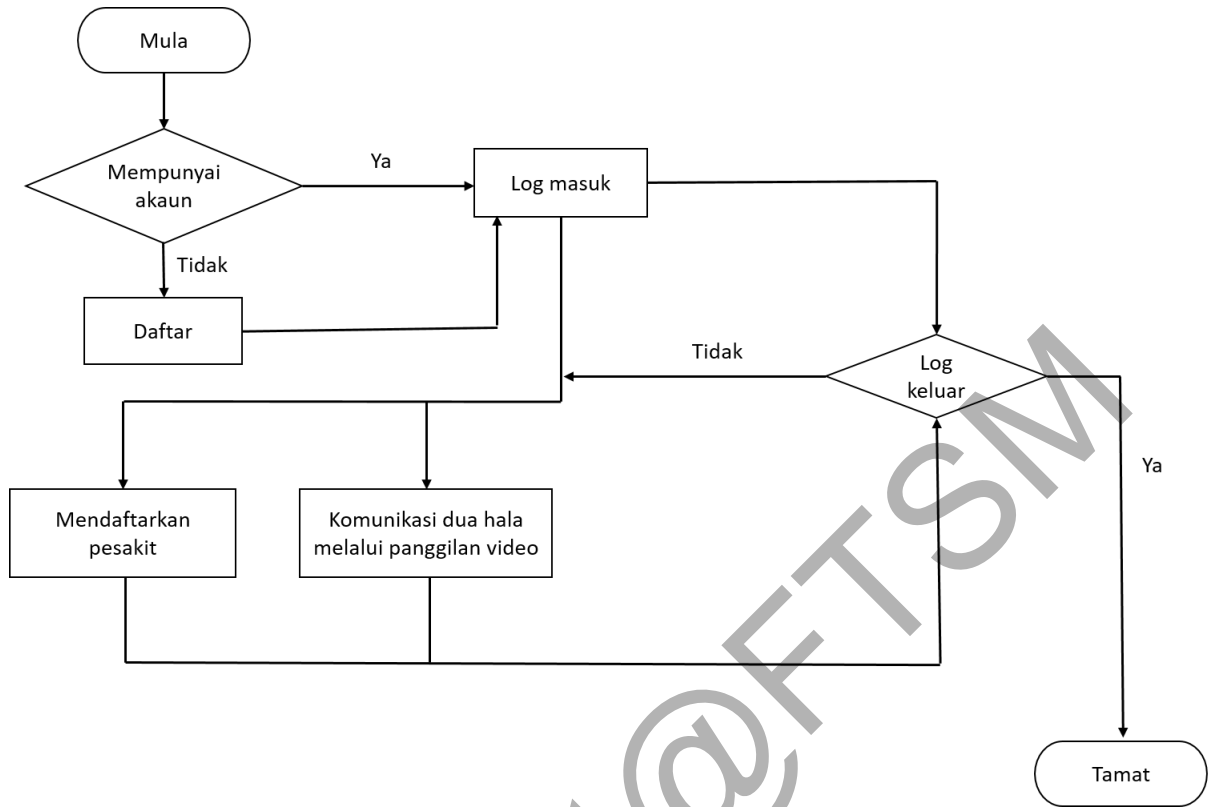 Mula
Mempunyai
akaun
Ya
Log masuk
Tidak
Daftar
Tidak
Log
keluar
Ya
Mendaftarkan
pesakit
Komunikasi dua hala
melalui panggilan video
Tamat
@FTSM